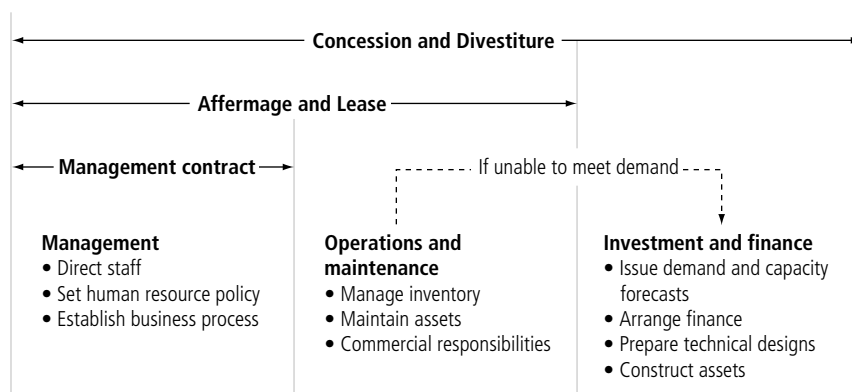 Concession and Divestiture
Affermage and Lease
Management contract
If unable to meet demand
Management
• Direct staff
• Set human resource policy
• Establish business process
Operations and
maintenance
• Manage inventory
• Maintain assets
• Commercial responsibilities
Investment and finance
• Issue demand and capacity
forecasts
• Arrange finance
• Prepare technical designs
• Construct assets